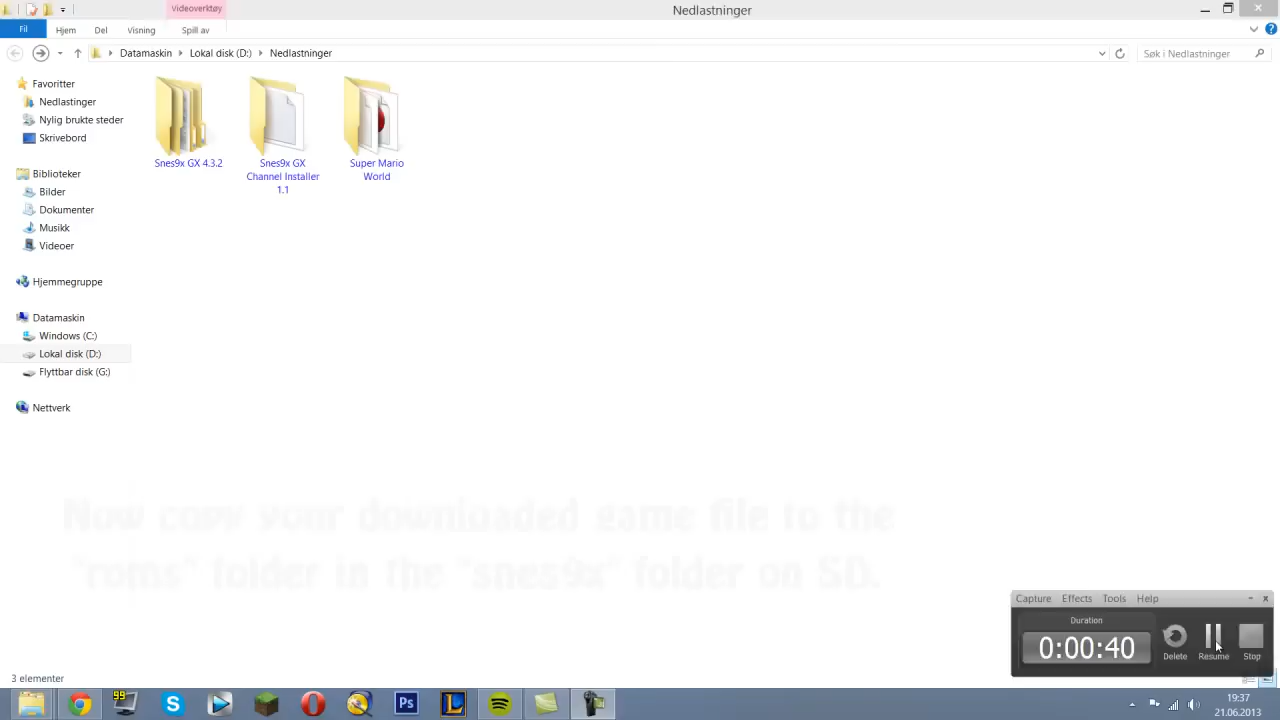 Videoverktøy
Nedlastninger
Fil
Hjem
Del
Visning
Spill av
Datamaskin
Lokal disk (D:)
Nedlastninger
Søk i Nedlastninger
Favoritter
Nedlastinger
Nylig brukte steder
Skrivebord
Biblioteker
Bilder
Dokumenter
Musikk
Videoer
Hjemmegruppe
Datamaskin
Windows (C:)
Lokal disk (D:)
Flyttbar disk (G:)
Nettverk
Snes9x GX 4.3.2
Snes9x GX
Channel Installer
1.1
Super Mario
World
Now copy your downloaded game file to the
"roms" folder in the "snes9x" folder on SD.
Capture Effects Tools Help
Duration
0:00:40
Delete
Resume
Stop
3 elementer
99
Ps
L
19:37
21.06.2013